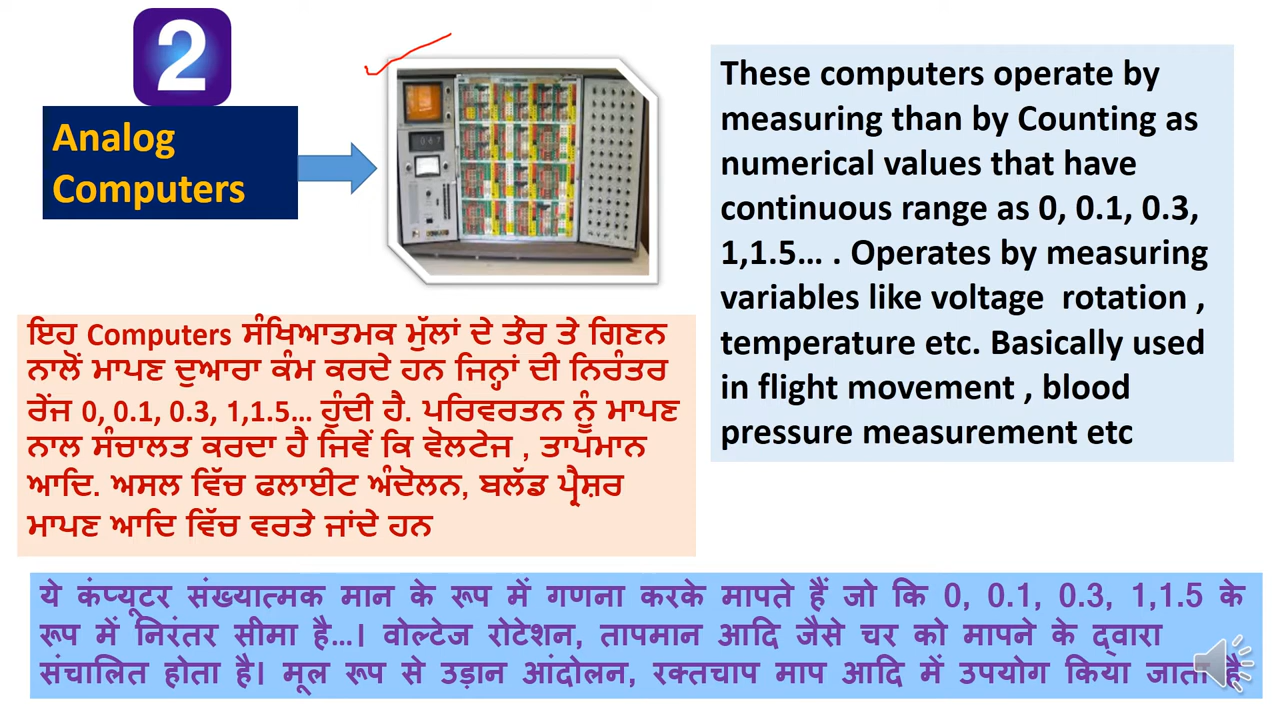 2
Analog
Computers
These computers operate by
measuring than by Counting as
numerical values that have
continuous range as 0, 0.1, 0.3,
1,1.5... . Operates by measuring
variables like voltage rotation ,
temperature etc. Basically used
in flight movement , blood
pressure measurement etc
ਇਹ Computers ਸੰਖਿਆਤਮਕ ਮੁੱਲਾਂ ਦੇ ਤੌਰ ਤੇ ਗਿਣਨ
ਨਾਲੋਂ ਮਾਪਣ ਦੁਆਰਾ ਕੰਮ ਕਰਦੇ ਹਨ ਜਿਨ੍ਹਾਂ ਦੀ ਨਿਰੰਤਰ
ਰੇਂਜ 0, 0.1, 0.3, 1,1.5... ਹੁੰਦੀ ਹੈ. ਪਰਿਵਰਤਨ ਨੂੰ ਮਾਪਣ
ਨਾਲ ਸੰਚਾਲਤ ਕਰਦਾ ਹੈ ਜਿਵੇਂ ਕਿ ਵੋਲਟੇਜ , ਤਾਪਮਾਨ
ਆਦਿ. ਅਸਲ ਵਿੱਚ ਫਲਾਈਟ ਅੰਦੋਲਨ, ਬਲੱਡ ਪ੍ਰੈਸ਼ਰ
ਮਾਪਣ ਆਦਿ ਵਿੱਚ ਵਰਤੇ ਜਾਂਦੇ ਹਨ
ये कंप्यूटर संख्यात्मक मान के रूप में गणना करके मापते हैं जो कि 0, 0.1, 0.3, 1,1.5 के
रूप में निरंतर सीमा है...। वोल्टेज रोटेशन, तापमान आदि जैसे चर को मापने के द्वारा
संचालित होता है। मूल रूप से उड़ान आंदोलन, रक्तचाप माप आदि में उपयोग किया जाता है